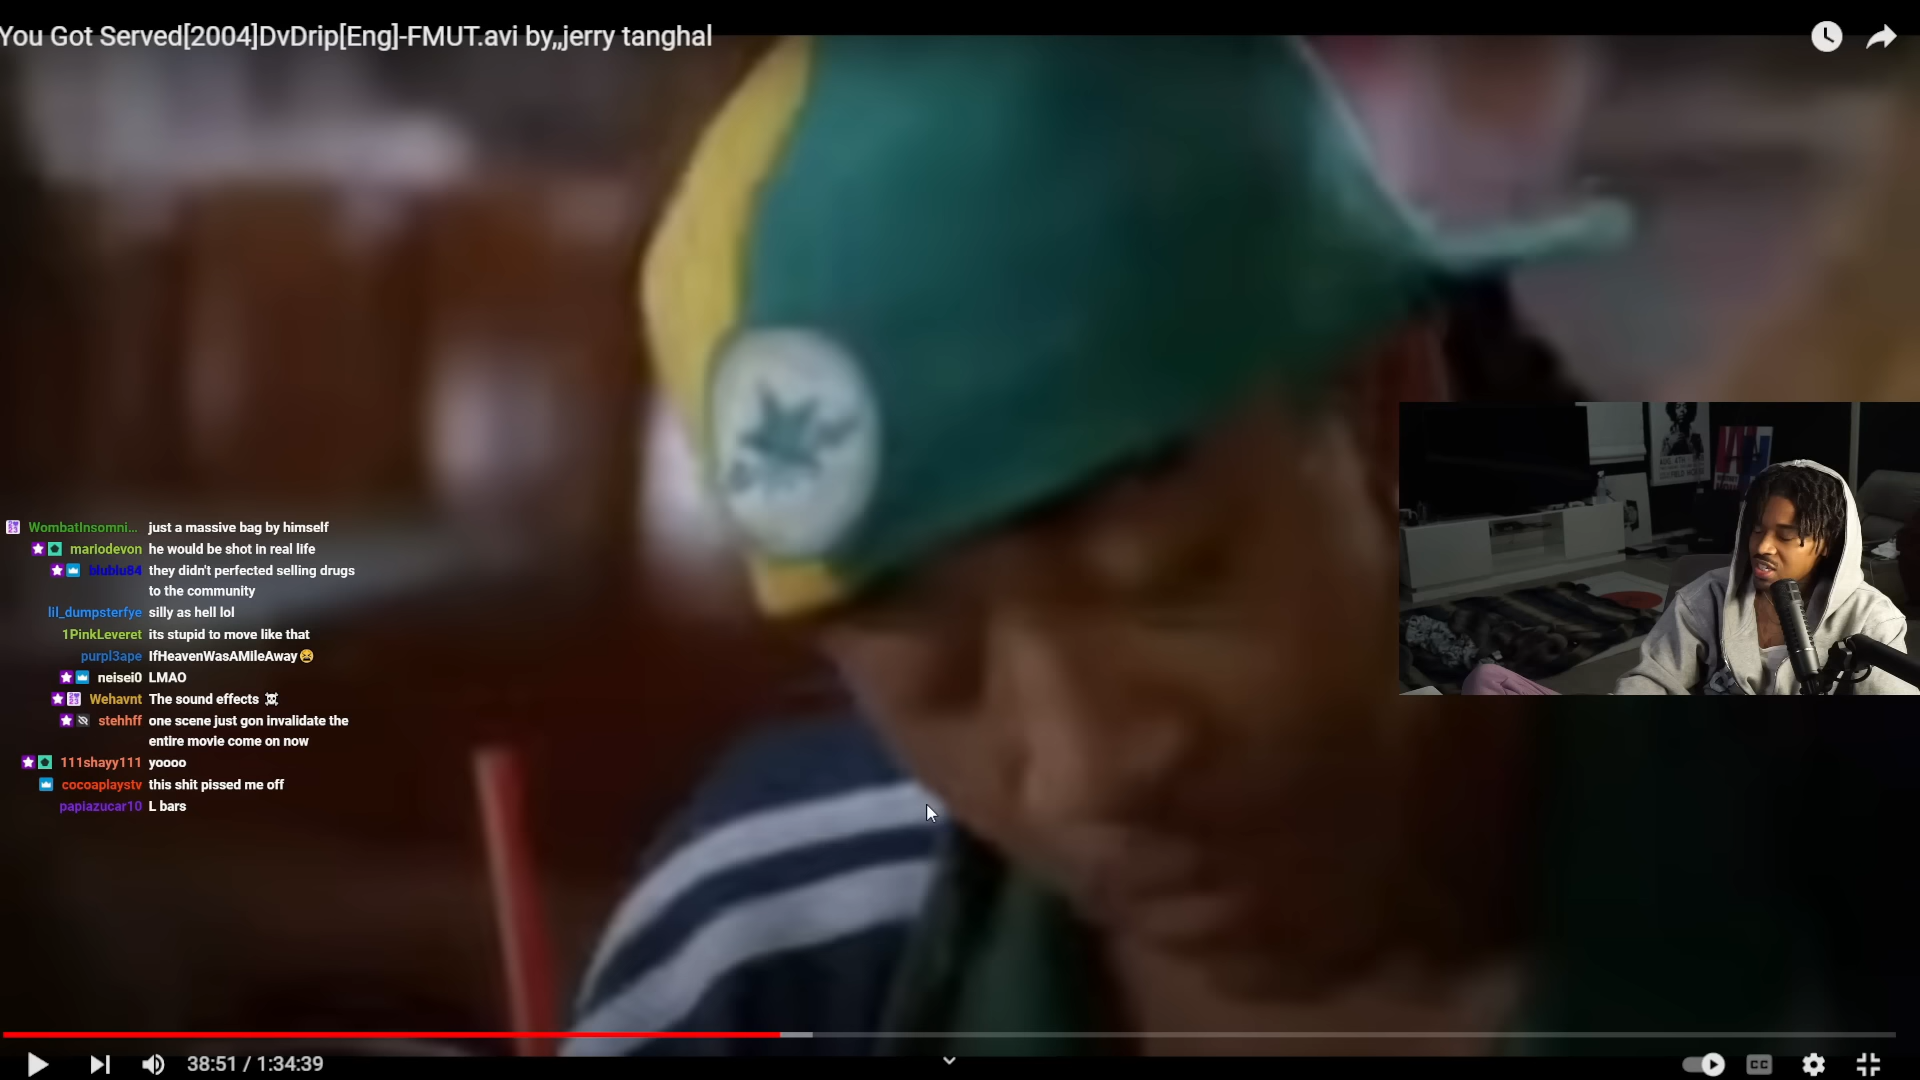 You Got Served[2004]DvDrip[Eng]-FMUT.avi by,,jerry tanghal
WombatInsomni... just a massive bag by himself
mariodevon he would be shot in real life
blublu84 they didn't perfected selling drugs
to the community
lil_dumpsterfye silly as hell lol
1PinkLeveret its stupid to move like that
purpl3ape IfHeavenWasAMileAway😫
neisei0 LMAO
Wehavnt The sound effects ☠️
stehhff one scene just gon invalidate the
entire movie come on now
111shayy111 yoooo
cocoaplaystv this shit pissed me off
papiazucar10 L bars
38:51 / 1:34:39
CC